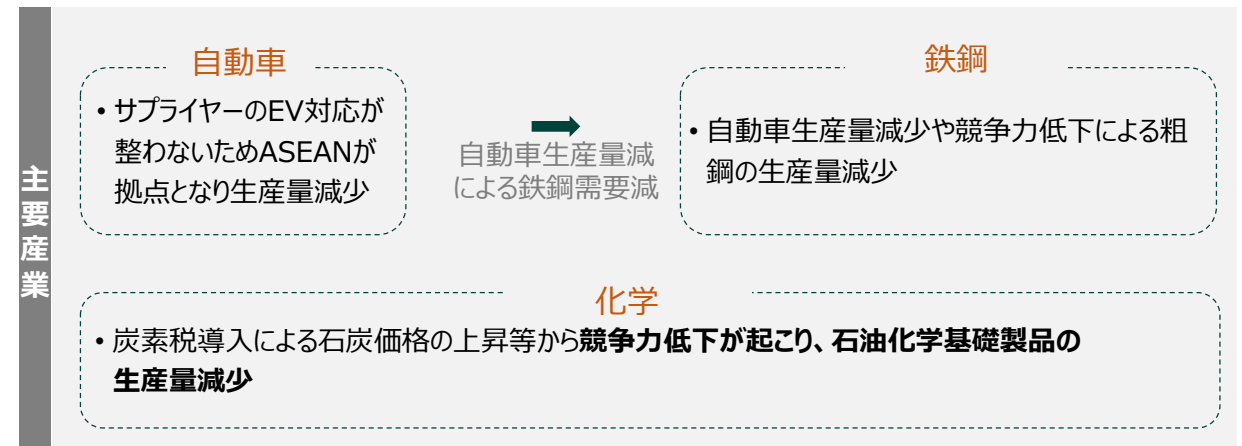 主要産業
自動車
• サプライヤーのEV対応が
整わないためASEANが
拠点となり生産量減少
自動車生産量減
による鉄鋼需要減
鉄鋼
• 自動車生産量減少や競争力低下による粗
鋼の生産量減少
化学
• 炭素税導入による石炭価格の上昇等から競争力低下が起こり、石油化学基礎製品の
生産量減少